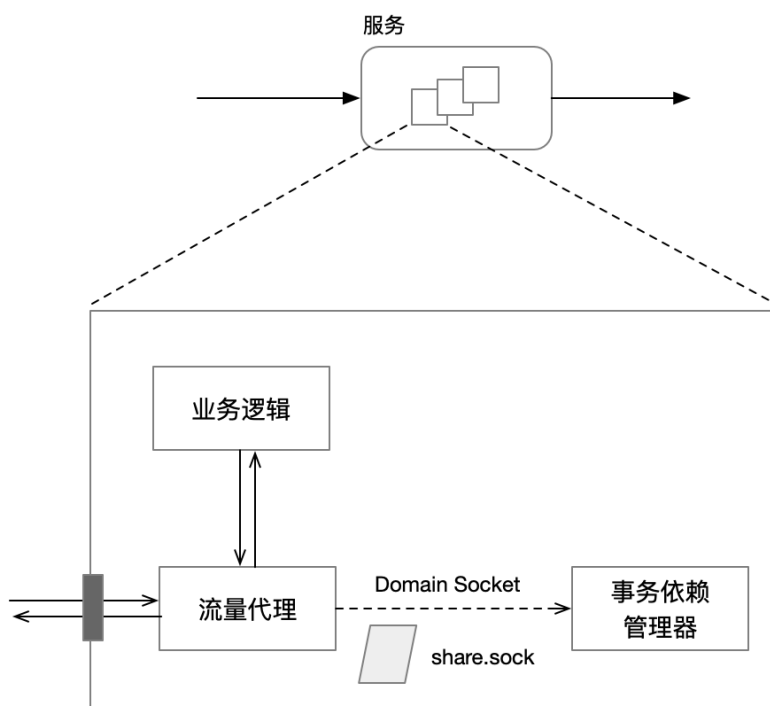 服务
业务逻辑
流量代理
Domain Socket
share.sock
事务依赖
管理器